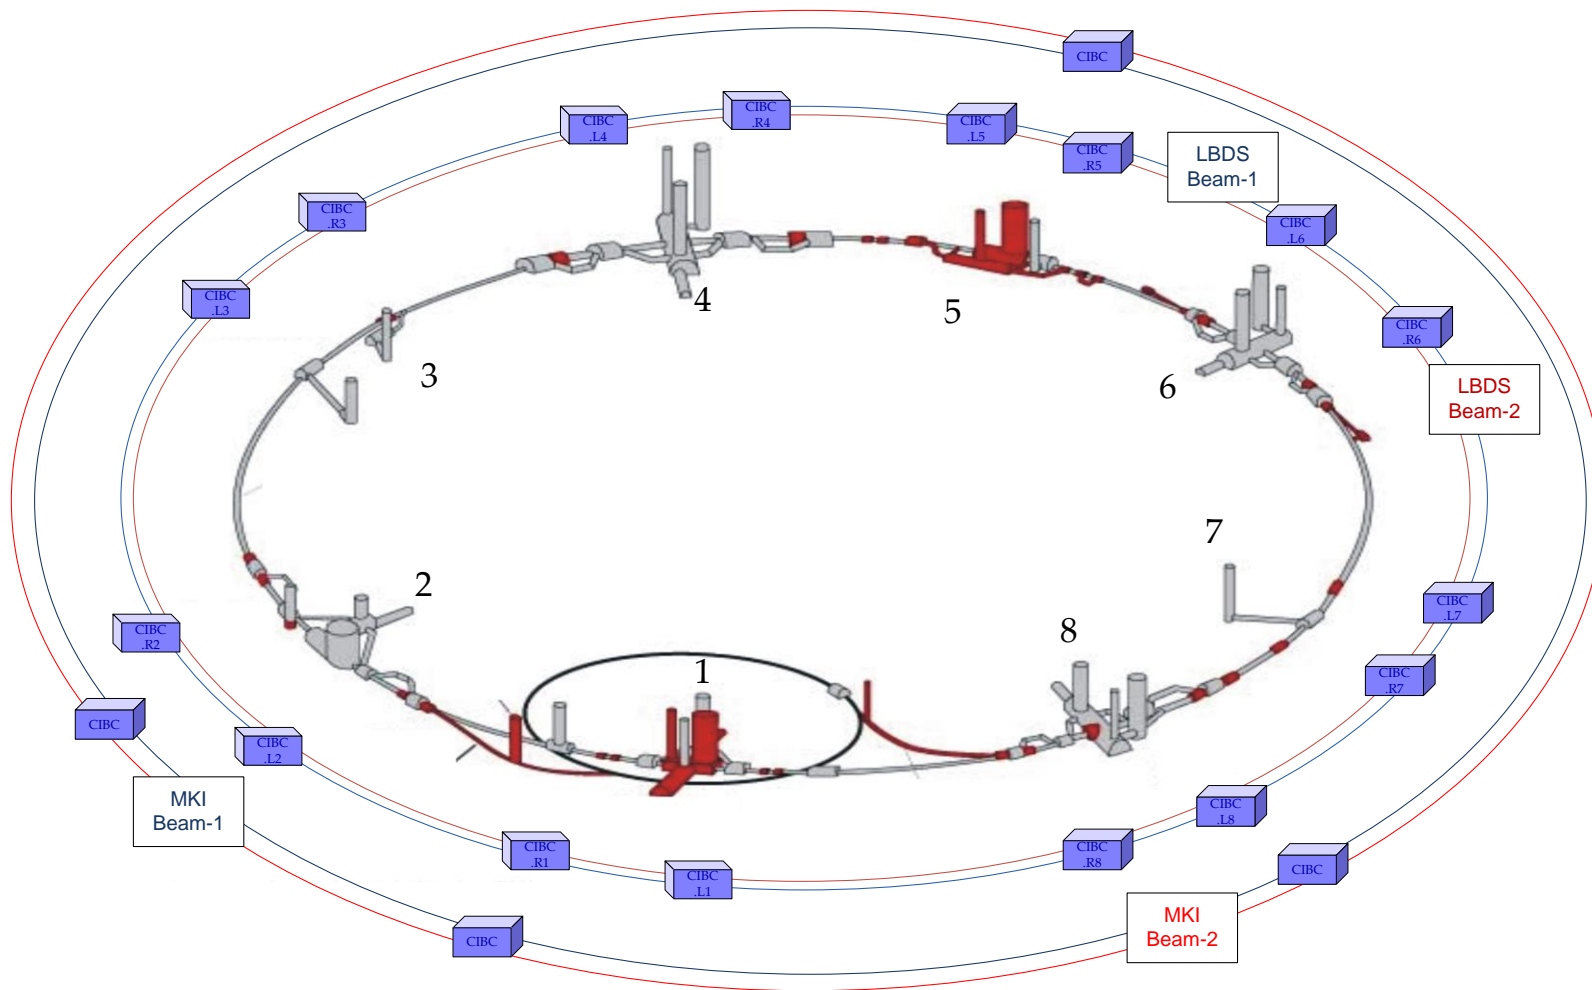 CIBC
CIBC
.L4
CIBC
.R4
CIBC
.L5
CIBC
.R5
LBDS
Beam-1
CIBC
.R3
CIBC
.L6
CIBC
.L3
4
5
CIBC
.R6
3
6
LBDS
Beam-2
7
2
CIBC
.R2
CIBC
.L7
8
1
CIBC
.R7
CIBC
CIBC
.L2
MKI
Beam-1
CIBC
.L8
CIBC
.R1
CIBC
.R8
CIBC
CIBC
.L1
MKI
Beam-2
CIBC